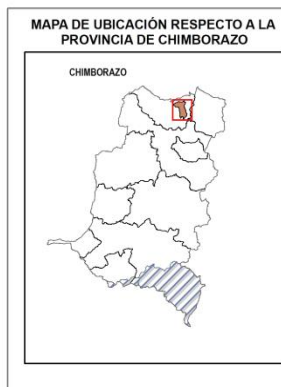 MAPA DE UBICACIÓN RESPECTO A LA
PROVINCIA DE CHIMBORAZO
CHIMBORAZO